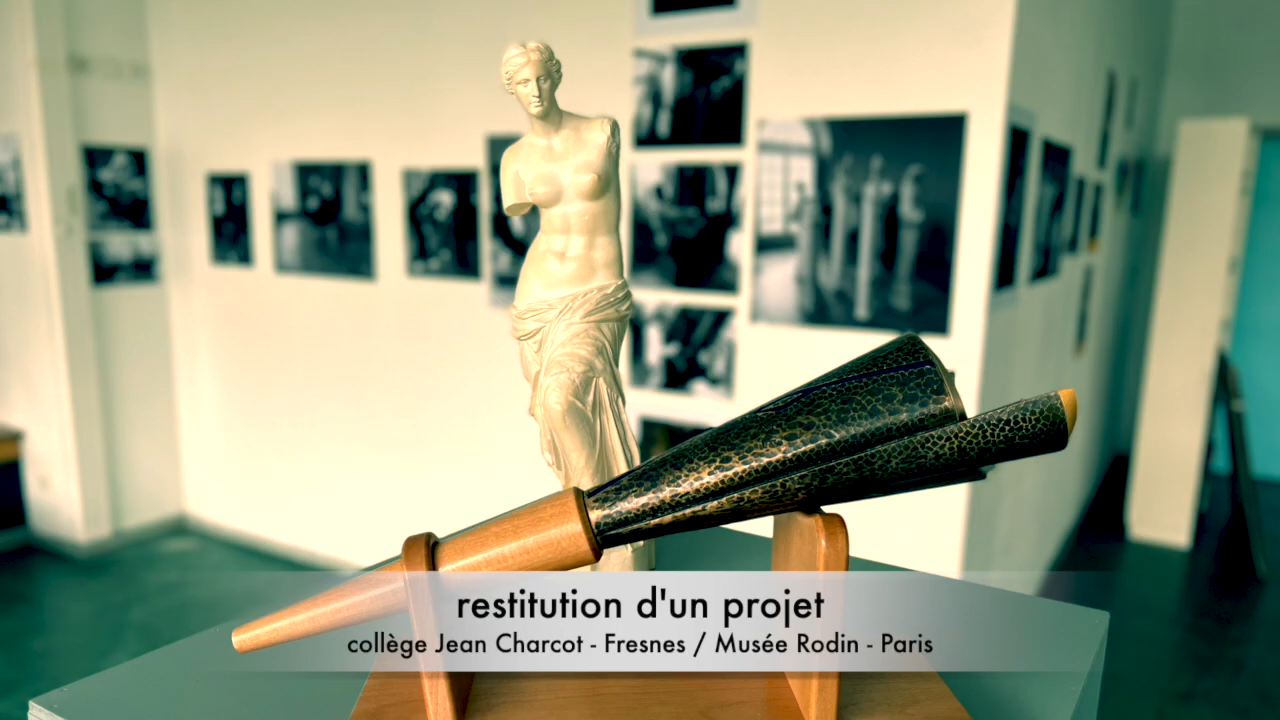 restitution d'un projet
collège Jean Charcot - Fresnes / Musée Rodin - Paris